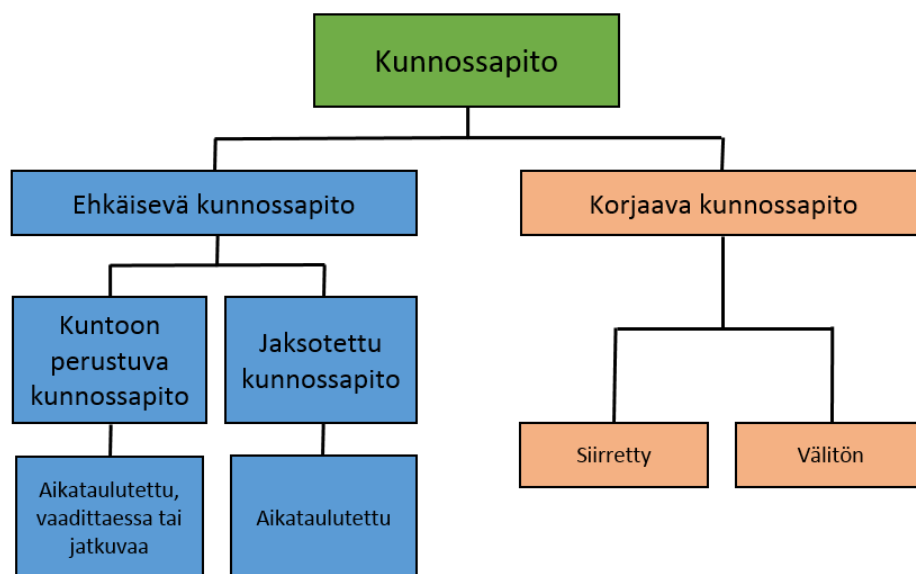 Kunnossapito
Ehkäisevä kunnossapito
Korjaava kunnossapito
Kuntoon
perustuva
kunnossapito
Jaksotettu
kunnossapito
Siirretty
Välitön
Aikataulutettu,
vaadittaessa tai
jatkuvaa
Aikataulutettu